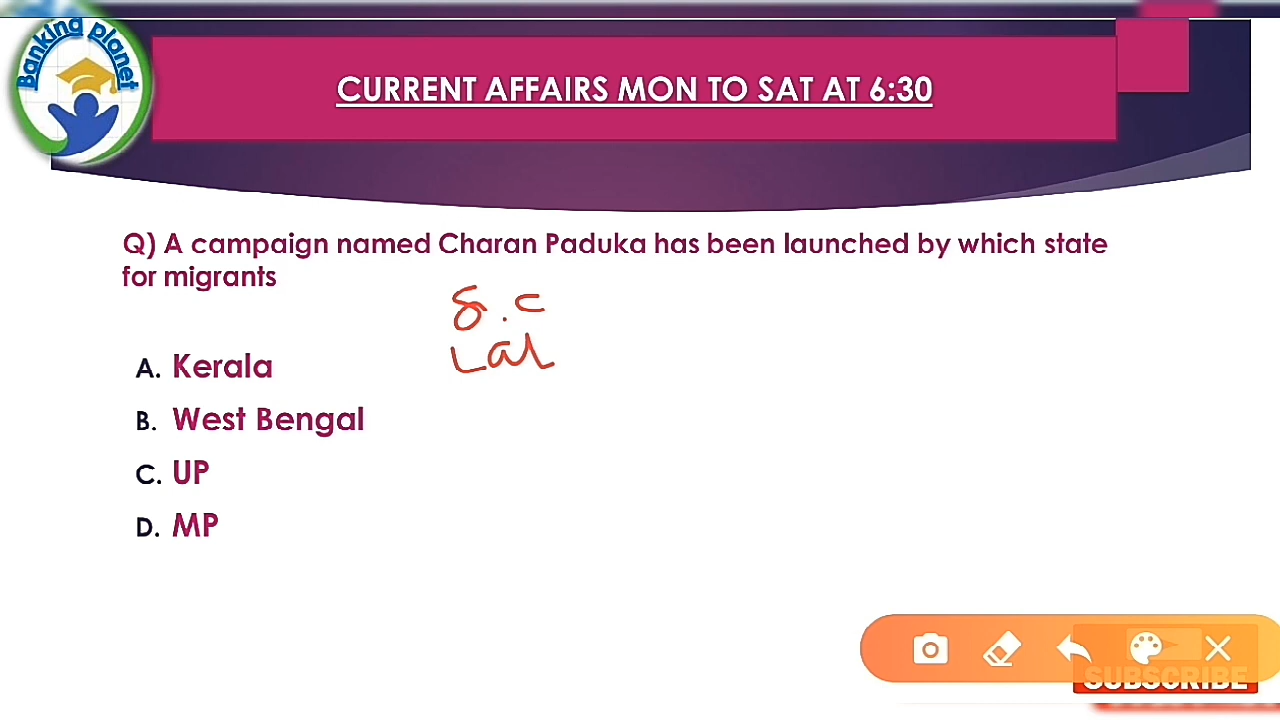 Banking Planet
CURRENT AFFAIRS MON TO SAT AT 6:30
Q) A campaign named Charan Paduka has been launched by which state
for migrants
A. Kerala
B. West Bengal
C. UP
D. MP
SUBSCRIBE